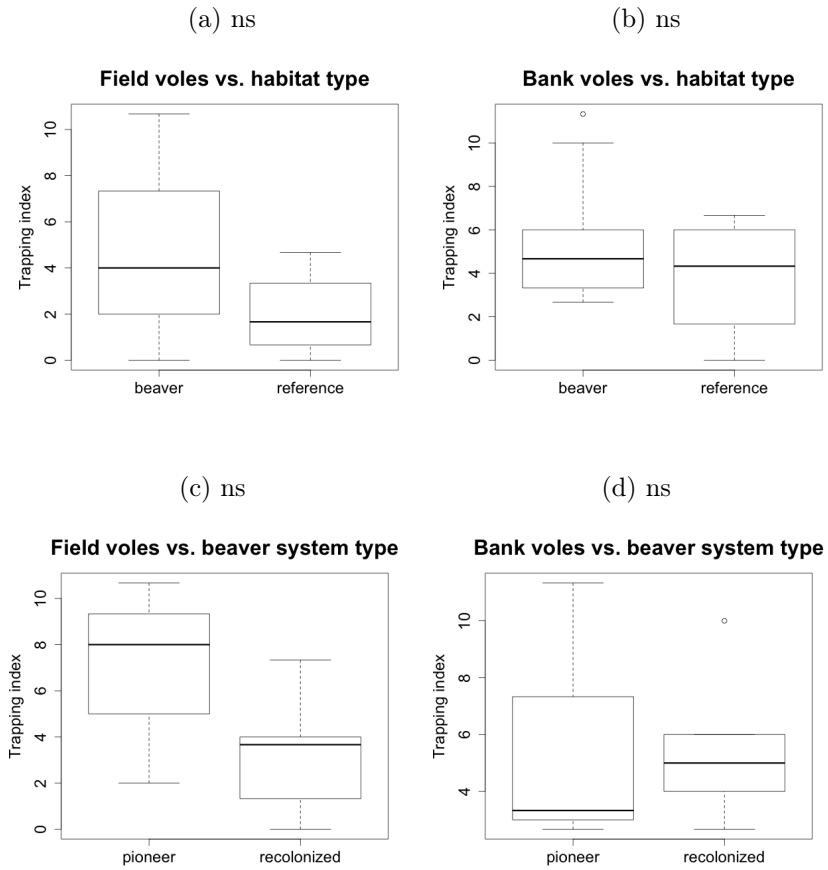 (a) ns
Field voles vs. habitat type
Trapping index
10
8
6
4
2
0
beaver
reference
(b) ns
Bank voles vs. habitat type
Trapping index
10
8
6
4
2
0
beaver
reference
(c) ns
Field voles vs. beaver system type
Trapping index
10
8
6
4
2
0
pioneer
recolonized
(d) ns
Bank voles vs. beaver system type
Trapping index
10
8
6
4
pioneer
recolonized